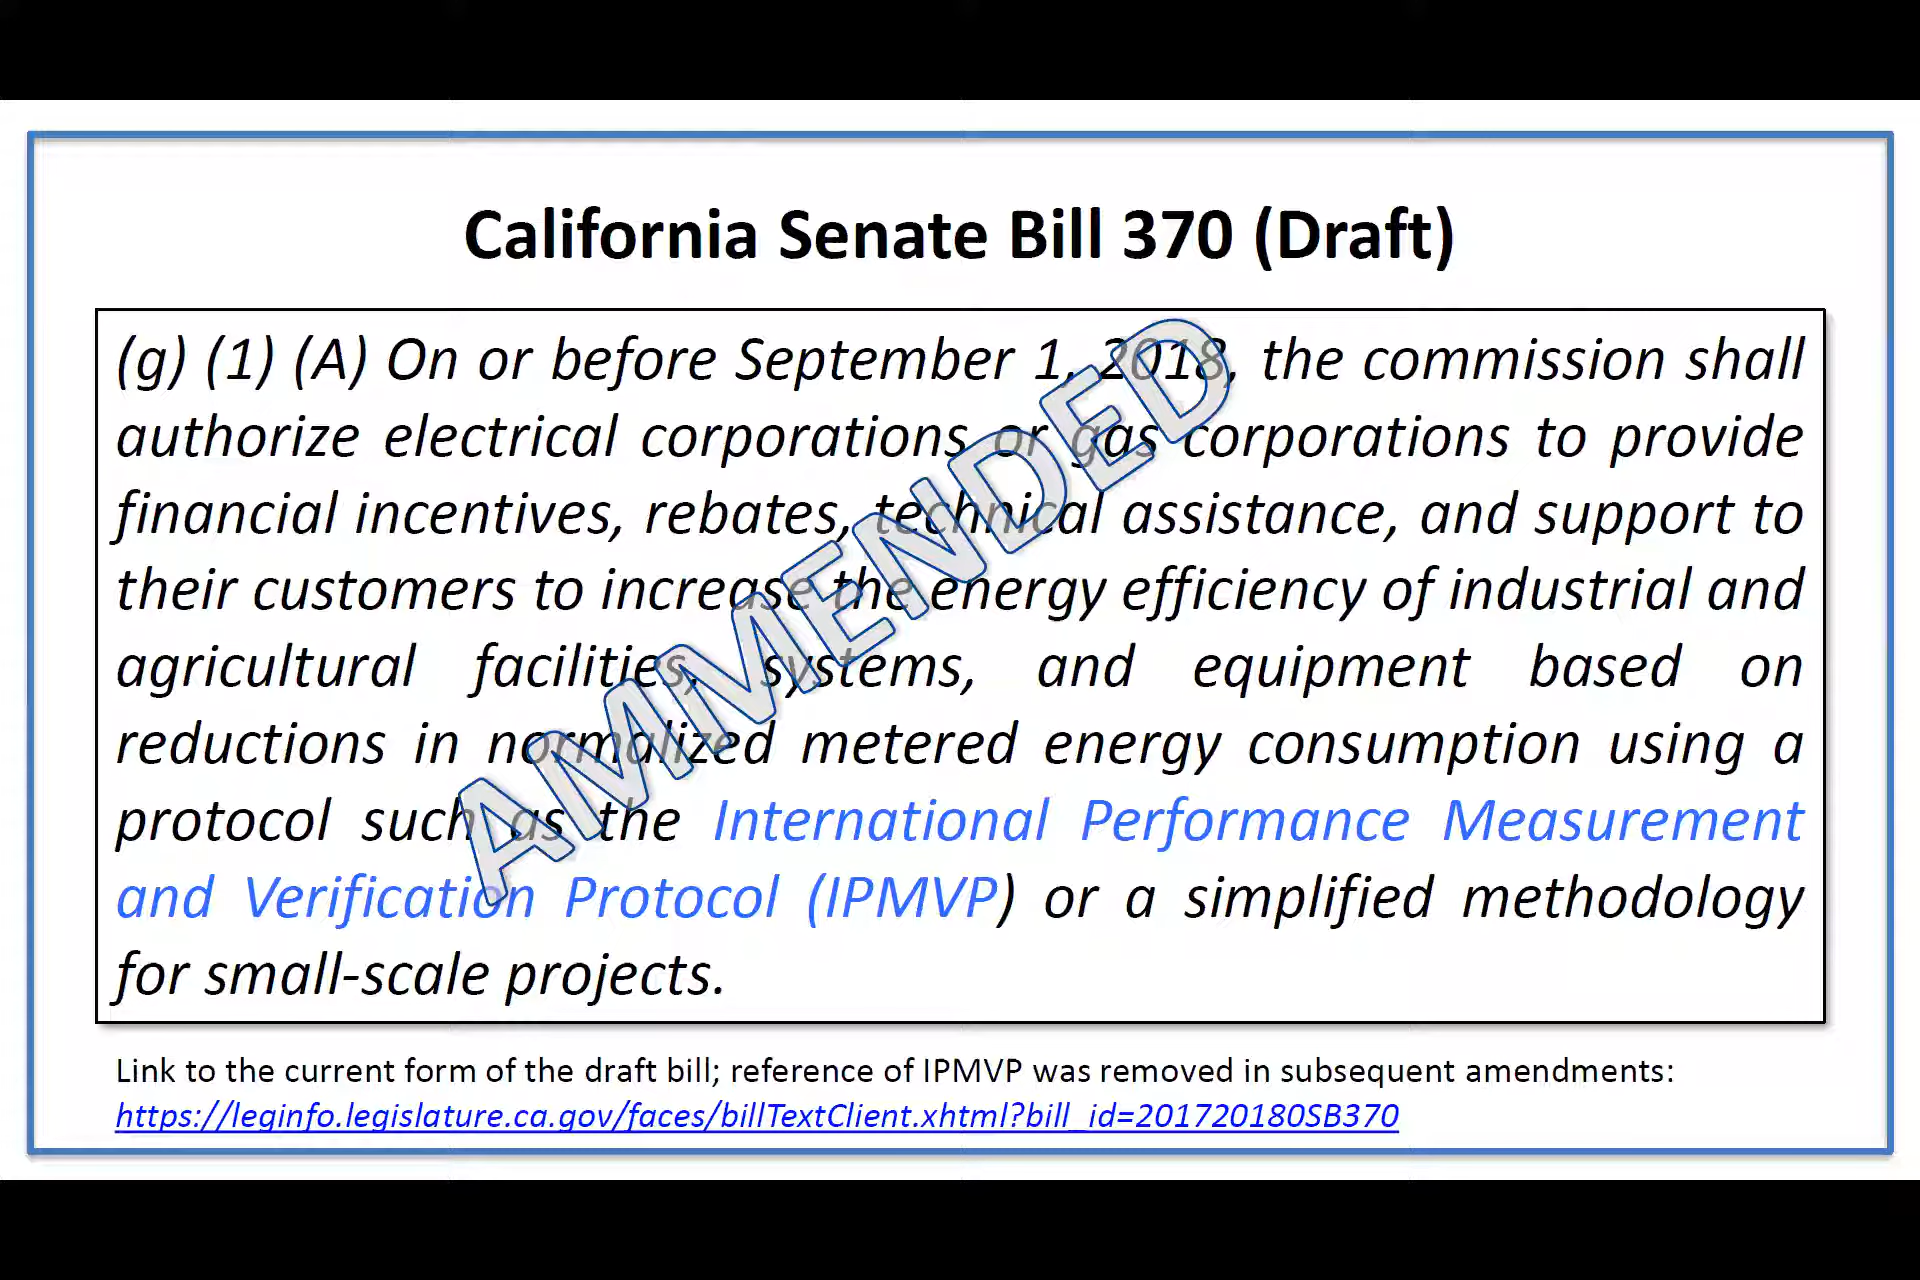 California Senate Bill 370 (Draft)
(g) (1) (A) On or before September 1, 2018, the commission shall
authorize electrical corporations or gas corporations to provide
financial incentives, rebates, technical assistance, and support to
their customers to increase the energy efficiency of industrial and
agricultural facilities, systems, and equipment based on
reductions in normalized metered energy consumption using a
protocol such as the International Performance Measurement
and Verification Protocol (IPMVP) or a simplified methodology
for small-scale projects.
AMMENDED
Link to the current form of the draft bill; reference of IPMVP was removed in subsequent amendments:
https://leginfo.legislature.ca.gov/faces/billTextClient.xhtml?bill_id=201720180SB370